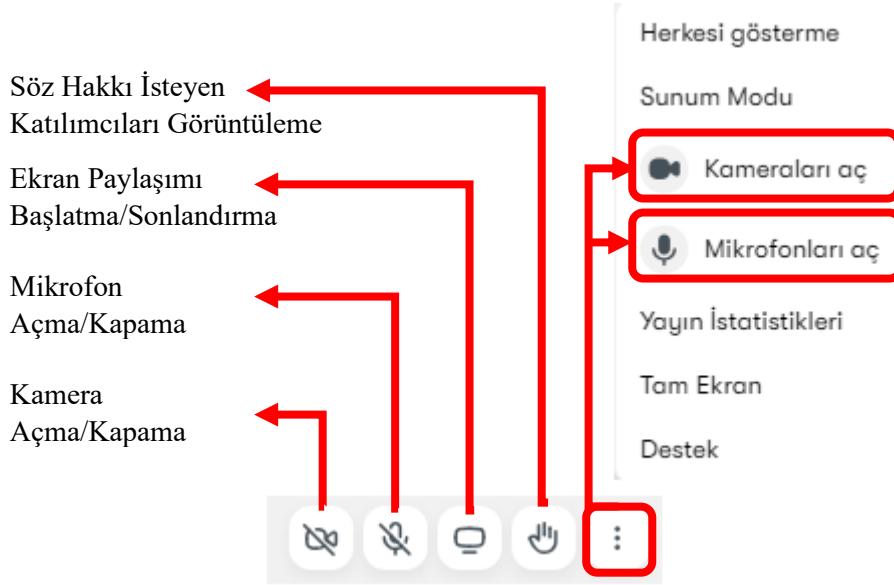 Söz Hakkı İsteyen
Katılımcıları Görüntüleme
Ekran Paylaşımı
Başlatma/Sonlandırma
Mikrofon
Açma/Kapama
Kamera
Açma/Kapama
Herkesi gösterme
Sunum Modu
Kameraları aç
Mikrofonları aç
Yayın İstatistikleri
Tam Ekran
Destek